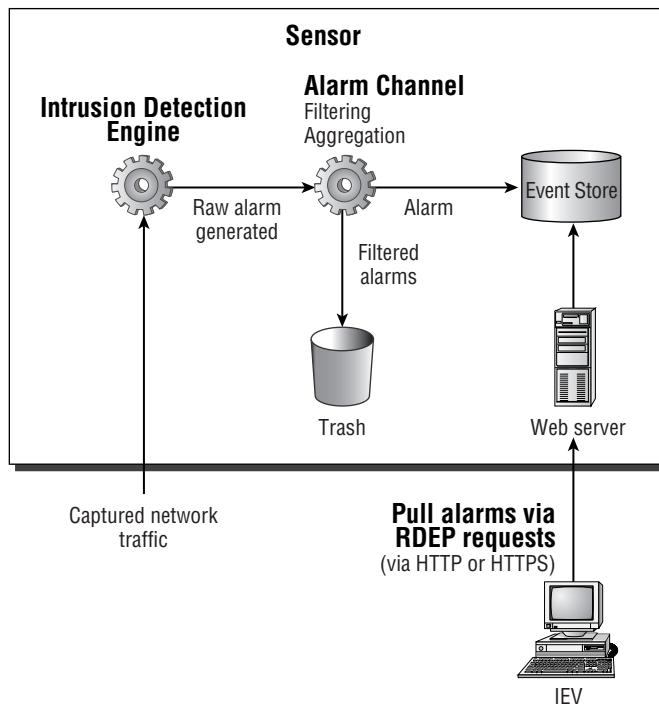 Sensor
Intrusion Detection
Engine
Alarm Channel
Filtering
Aggregation
Raw alarm
generated
Alarm
Event Store
Filtered
alarms
Trash
Web server
Captured network
traffic
Pull alarms via
RDEP requests
(via HTTP or HTTPS)
IEV